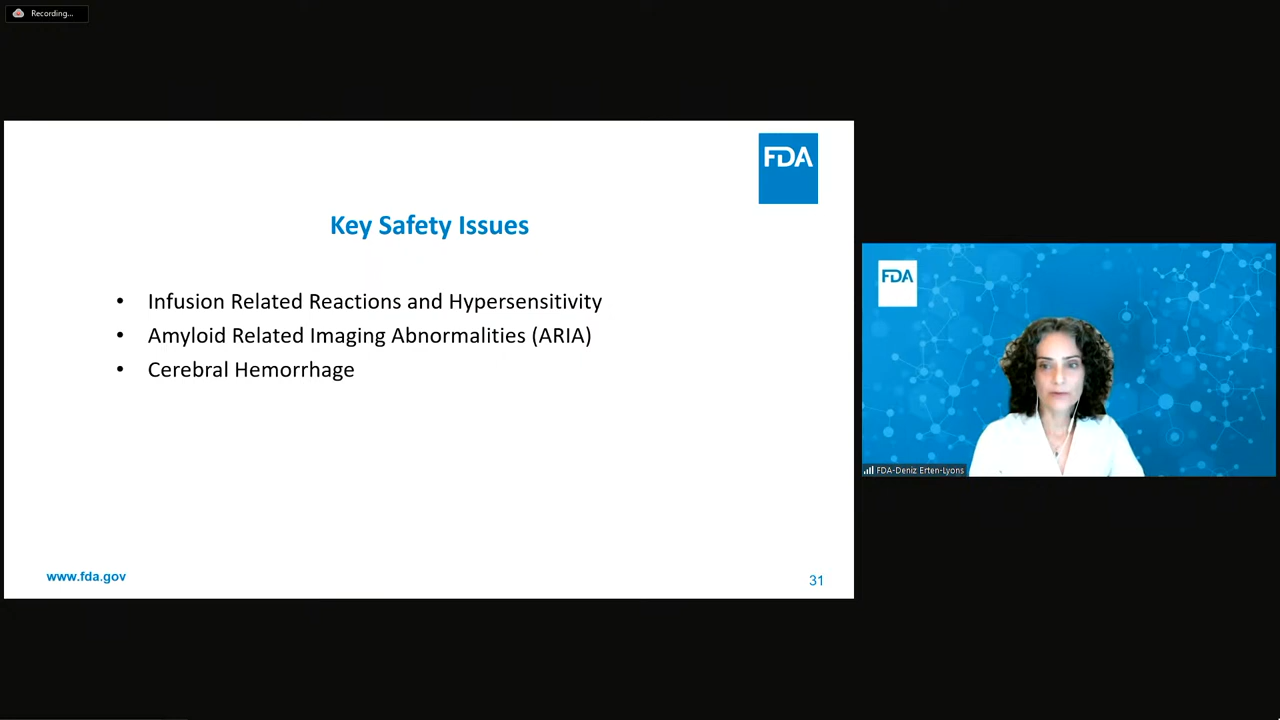 Recording...
FDA
Key Safety Issues
• Infusion Related Reactions and Hypersensitivity
• Amyloid Related Imaging Abnormalities (ARIA)
• Cerebral Hemorrhage
www.fda.gov
31
FDA
FDA-Deniz Erten-Lyons